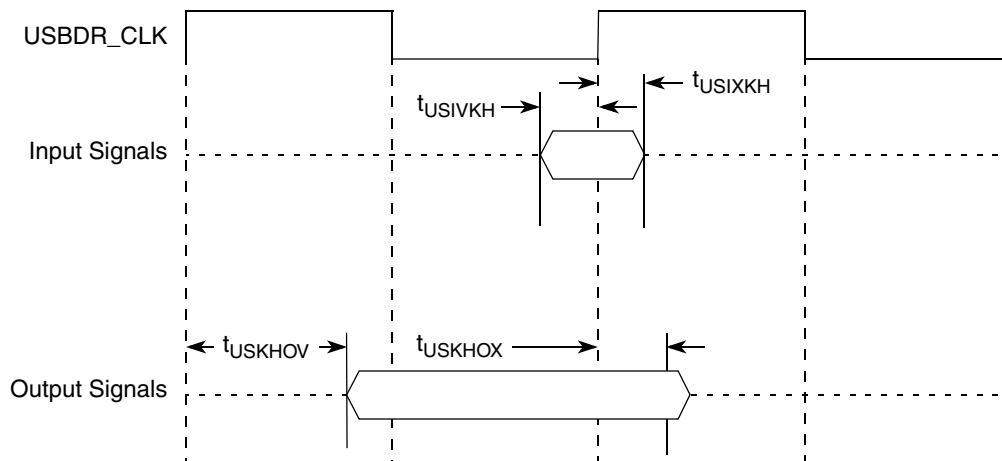 USBDR_CLK
tUSIXKH
tUSIVKH
Input Signals
tUSKHOV
tUSKHOX
Output Signals